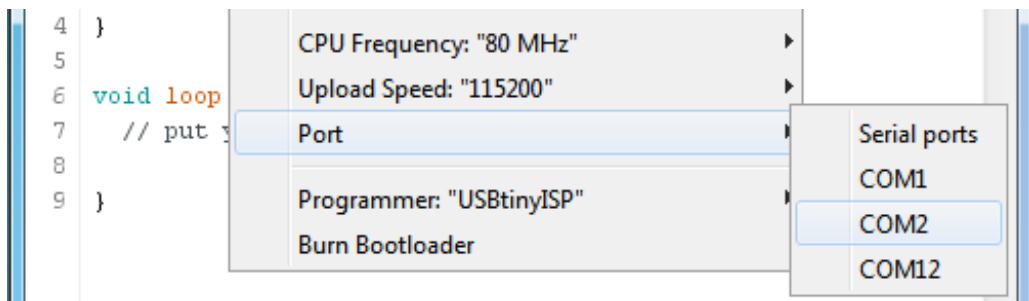 4 }
5
6 void loop
7 // put y
8
9 }
CPU Frequency: "80 MHz"
Upload Speed: "115200"
Port
Programmer: "USBtinyISP"
Burn Bootloader
Serial ports
COM1
COM2
COM12